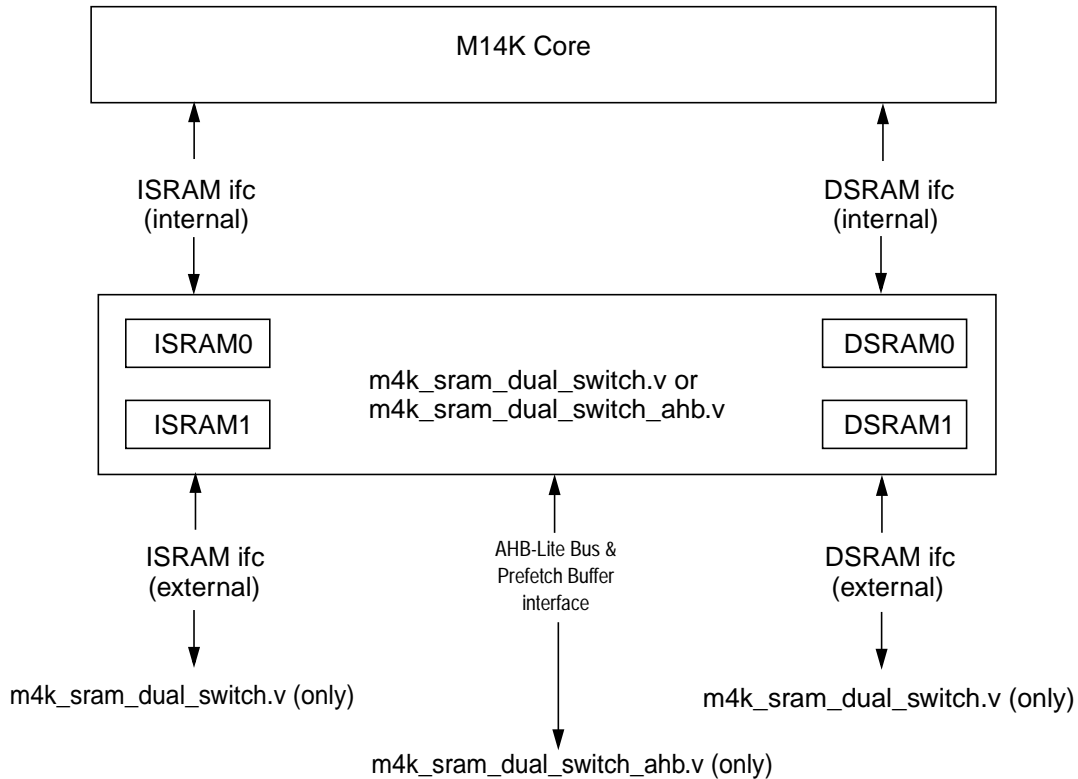 M14K Core
ISRAM ifc
(internal)
DSRAM ifc
(internal)
ISRAM0
DSRAM0
m4k_sram_dual_switch.v or
m4k_sram_dual_switch_ahb.v
ISRAM1
DSRAM1
ISRAM ifc
(external)
AHB-Lite Bus &
Prefetch Buffer
interface
DSRAM ifc
(external)
m4k_sram_dual_switch.v (only)
m4k_sram_dual_switch.v (only)
m4k_sram_dual_switch_ahb.v (only)